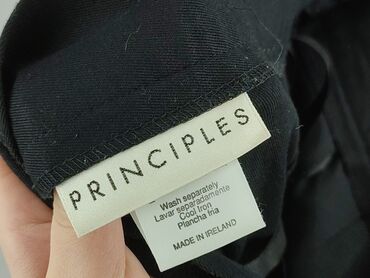 PRINCIPLES
Wash separately
Lavar separadamente
Cool Iron
Plancha fria
MADE IN IRELAND